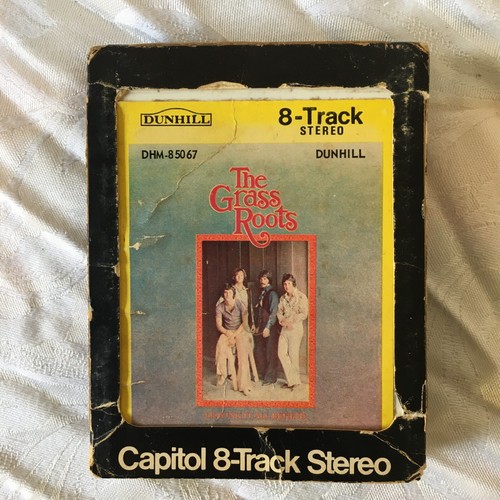 DUNHILL
8-Track
STEREO
DHM-85067
DUNHILL
The
Grass
Roots
Capitol 8-Track Stereo